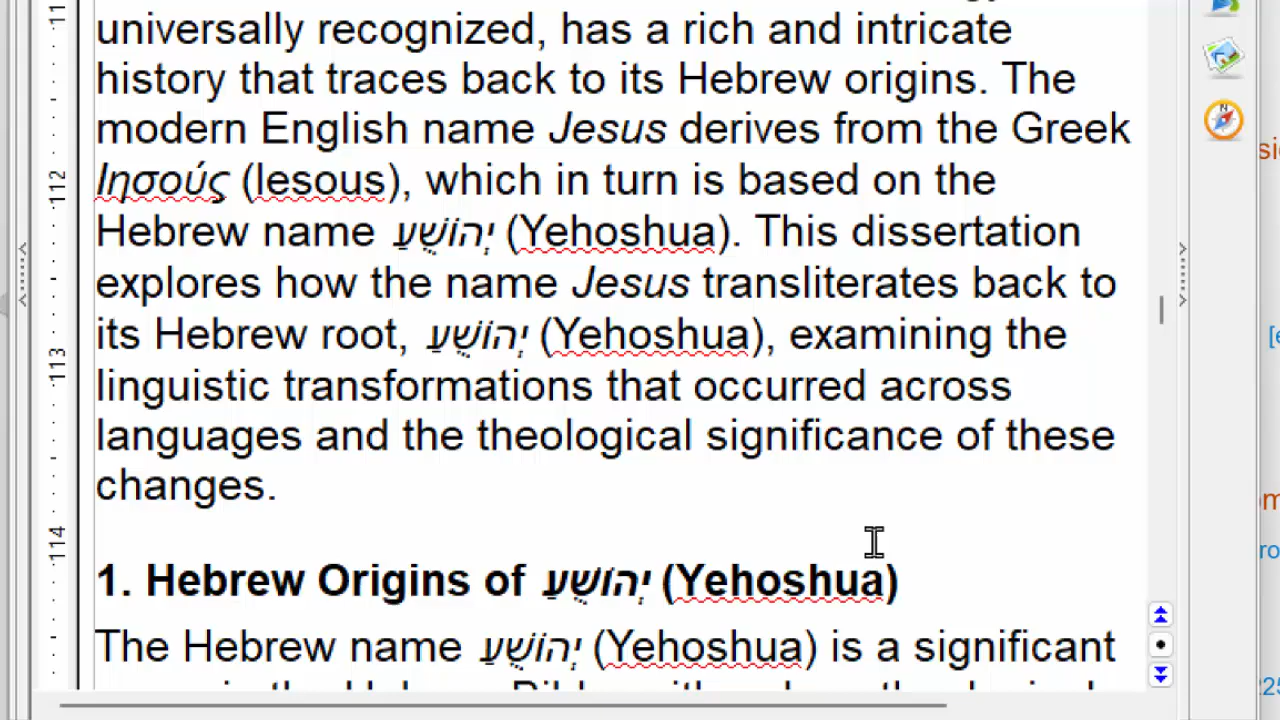 universally recognized, has a rich and intricate
history that traces back to its Hebrew origins. The
modern English name Jesus derives from the Greek
Ιησούς (Iesous), which in turn is based on the
Hebrew name יְהוֹשֻׁעַ (Yehoshua). This dissertation
explores how the name Jesus transliterates back to
its Hebrew root, יְהוֹשֻׁעַ (Yehoshua), examining the
linguistic transformations that occurred across
languages and the theological significance of these
changes.
1. Hebrew Origins of יְהוֹשֻׁעַ (Yehoshua)
The Hebrew name יְהוֹשֻׁעַ (Yehoshua) is a significant
112
113
114
N